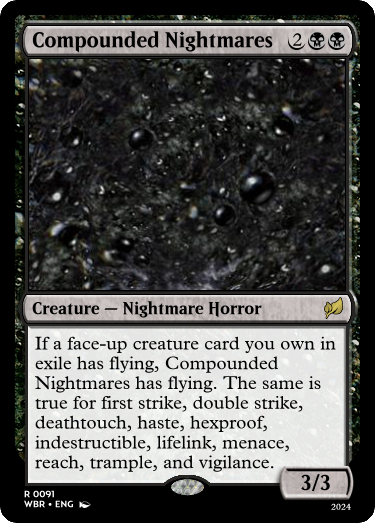 Compounded Nightmares 2
Creature — Nightmare Horror
If a face-up creature card you own in
exile has flying, Compounded
Nightmares has flying. The same is
true for first strike, double strike,
deathtouch, haste, hexproof,
indestructible, lifelink, menace,
reach, trample, and vigilance.
3/3
R 0091
WBR • ENG
2024